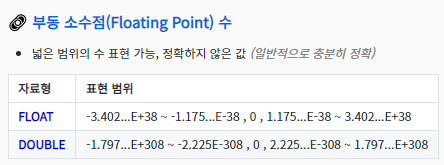 부동 소수점(Floating Point) 수
넓은 범위의 수 표현 가능, 정확하지 않은 값 (일반적으로 충분히 정확)
자료형 표현 범위
FLOAT -3.402...E+38 ~ -1.175...E-38 , 0 , 1.175...E-38 ~ 3.402...E+38
DOUBLE -1.797...E+308 ~ -2.225E-308 , 0 , 2.225...E-308 ~ 1.797...E+308